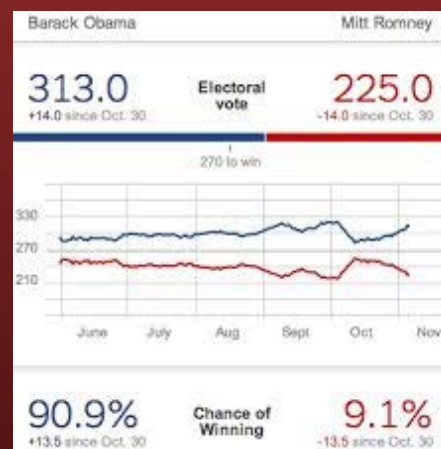 Barack Obama Mitt Romney
313.0 Electoral vote 225.0
+14.0 since Oct. 30 -14.0 since Oct. 30
270 to win
330
270
210
June July Aug Sept Oct Nov
90.9% Chance of Winning 9.1%
+13.5 since Oct. 30 -13.5 since Oct. 30